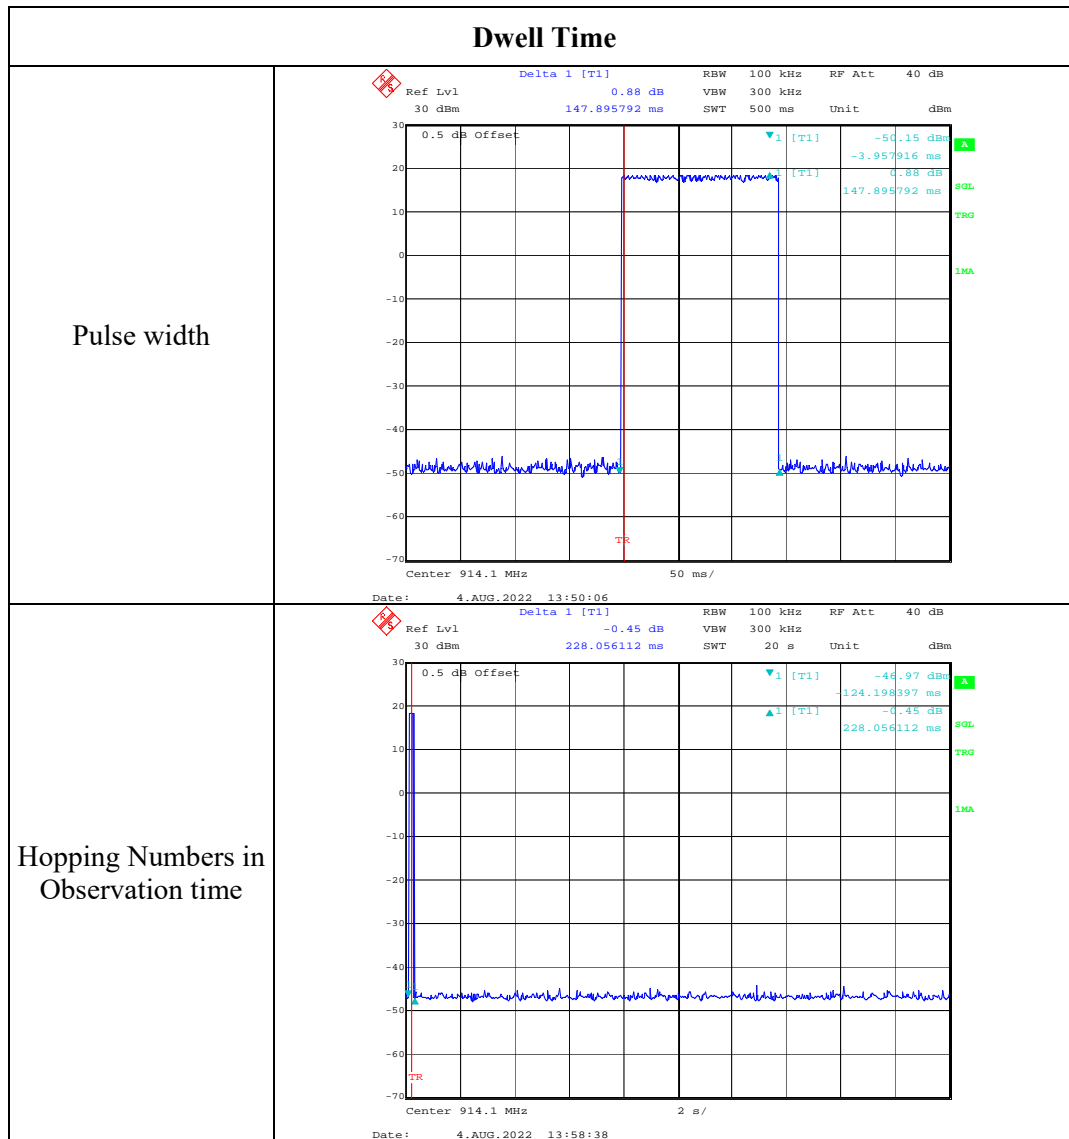 Dwell Time
Pulse width
R S
Delta 1 [T1] RBW 100 kHz RF Att 40 dB
Ref Lvl 0.88 dB VBW 300 kHz
30 dBm 147.895792 ms SWT 500 ms Unit dBm
30
0.5 dB Offset 1 [T1] -50.15 dBm A
-3.957916 ms
20 1 [T1] 0.88 dB
147.895792 ms SGL
10 TRG
0
1MA
-10
-20
-30
-40
1
-50
-60
TR
-70
Center 914.1 MHz 50 ms/
Date: 4.AUG.2022 13:50:06
Hopping Numbers in
Observation time
R S
Delta 1 [T1] RBW 100 kHz RF Att 40 dB
Ref Lvl -0.45 dB VBW 300 kHz
30 dBm 228.056112 ms SWT 20 s Unit dBm
30
0.5 dB Offset 1 [T1] -46.97 dBm A
-124.198397 ms
20 1 [T1] -0.45 dB
228.056112 ms SGL
10 TRG
0
1MA
-10
-20
-30
-40
-50
-60
TR
-70
Center 914.1 MHz 2 s/
Date: 4.AUG.2022 13:58:38